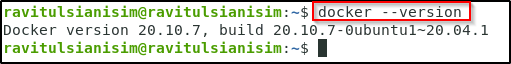 ravitulsianisim@ravitulsianisim:~$ docker --version
Docker version 20.10.7, build 20.10.7-0ubuntu1~20.04.1
ravitulsianisim@ravitulsianisim:~$